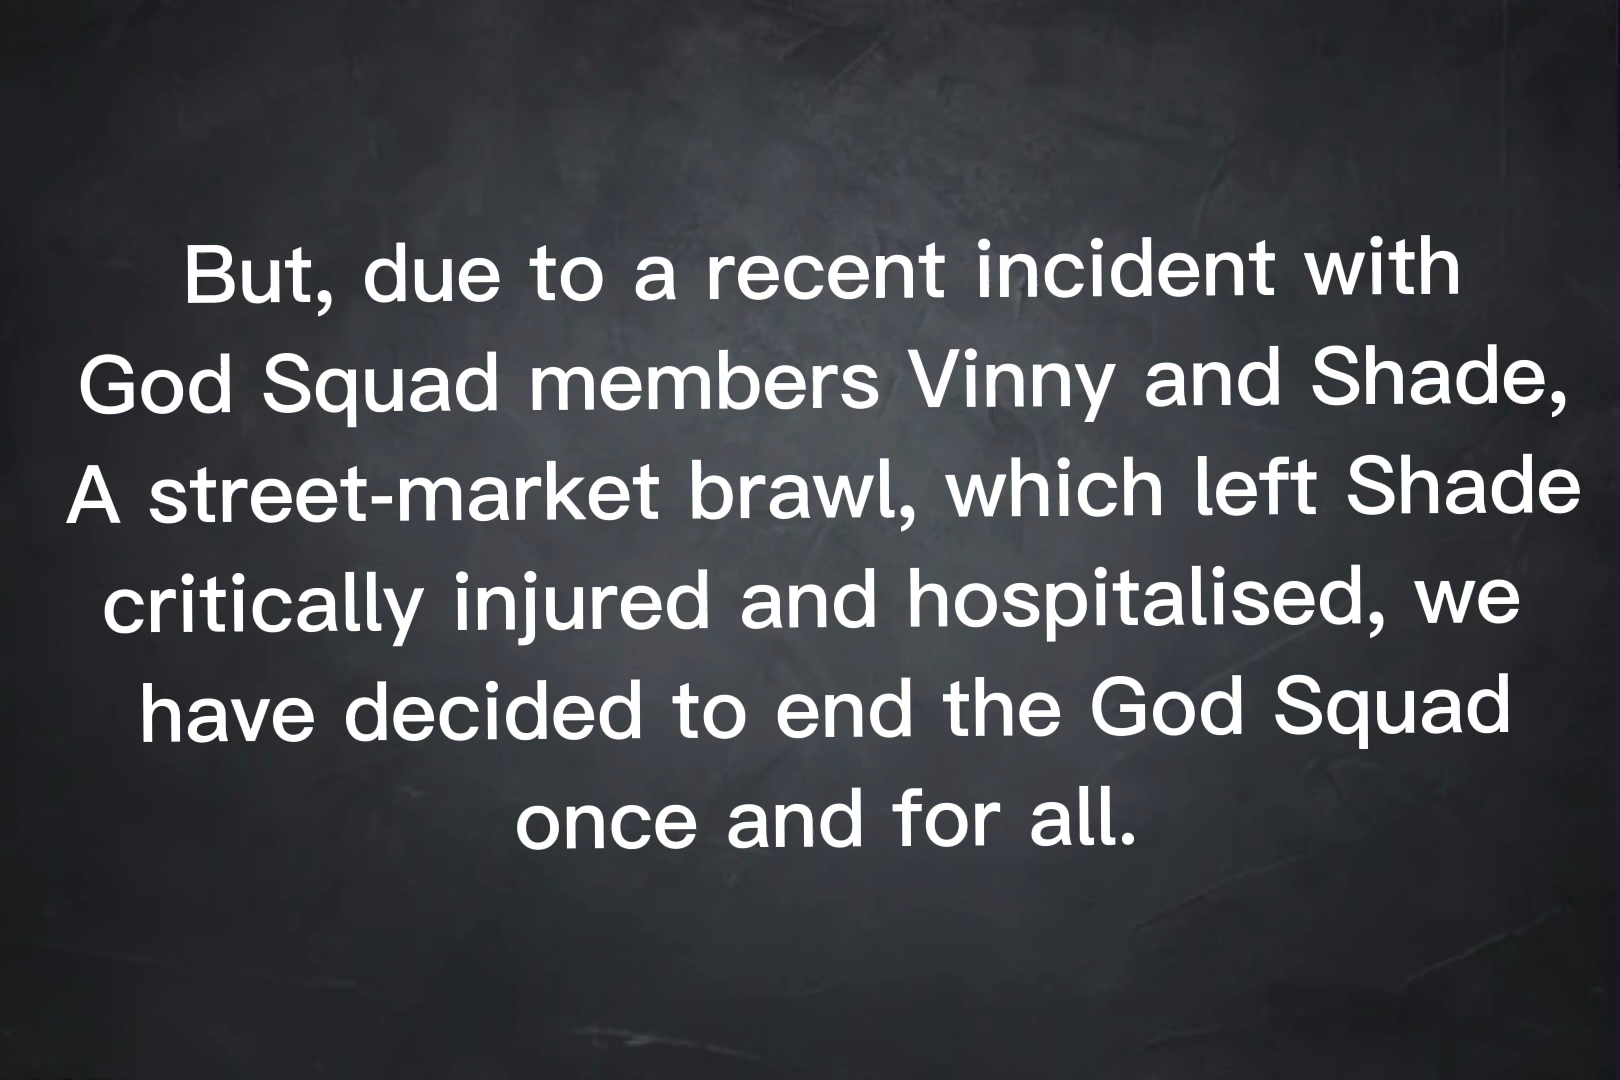 But, due to a recent incident with
God Squad members Vinny and Shade,
A street-market brawl, which left Shade
critically injured and hospitalised, we
have decided to end the God Squad
once and for all.